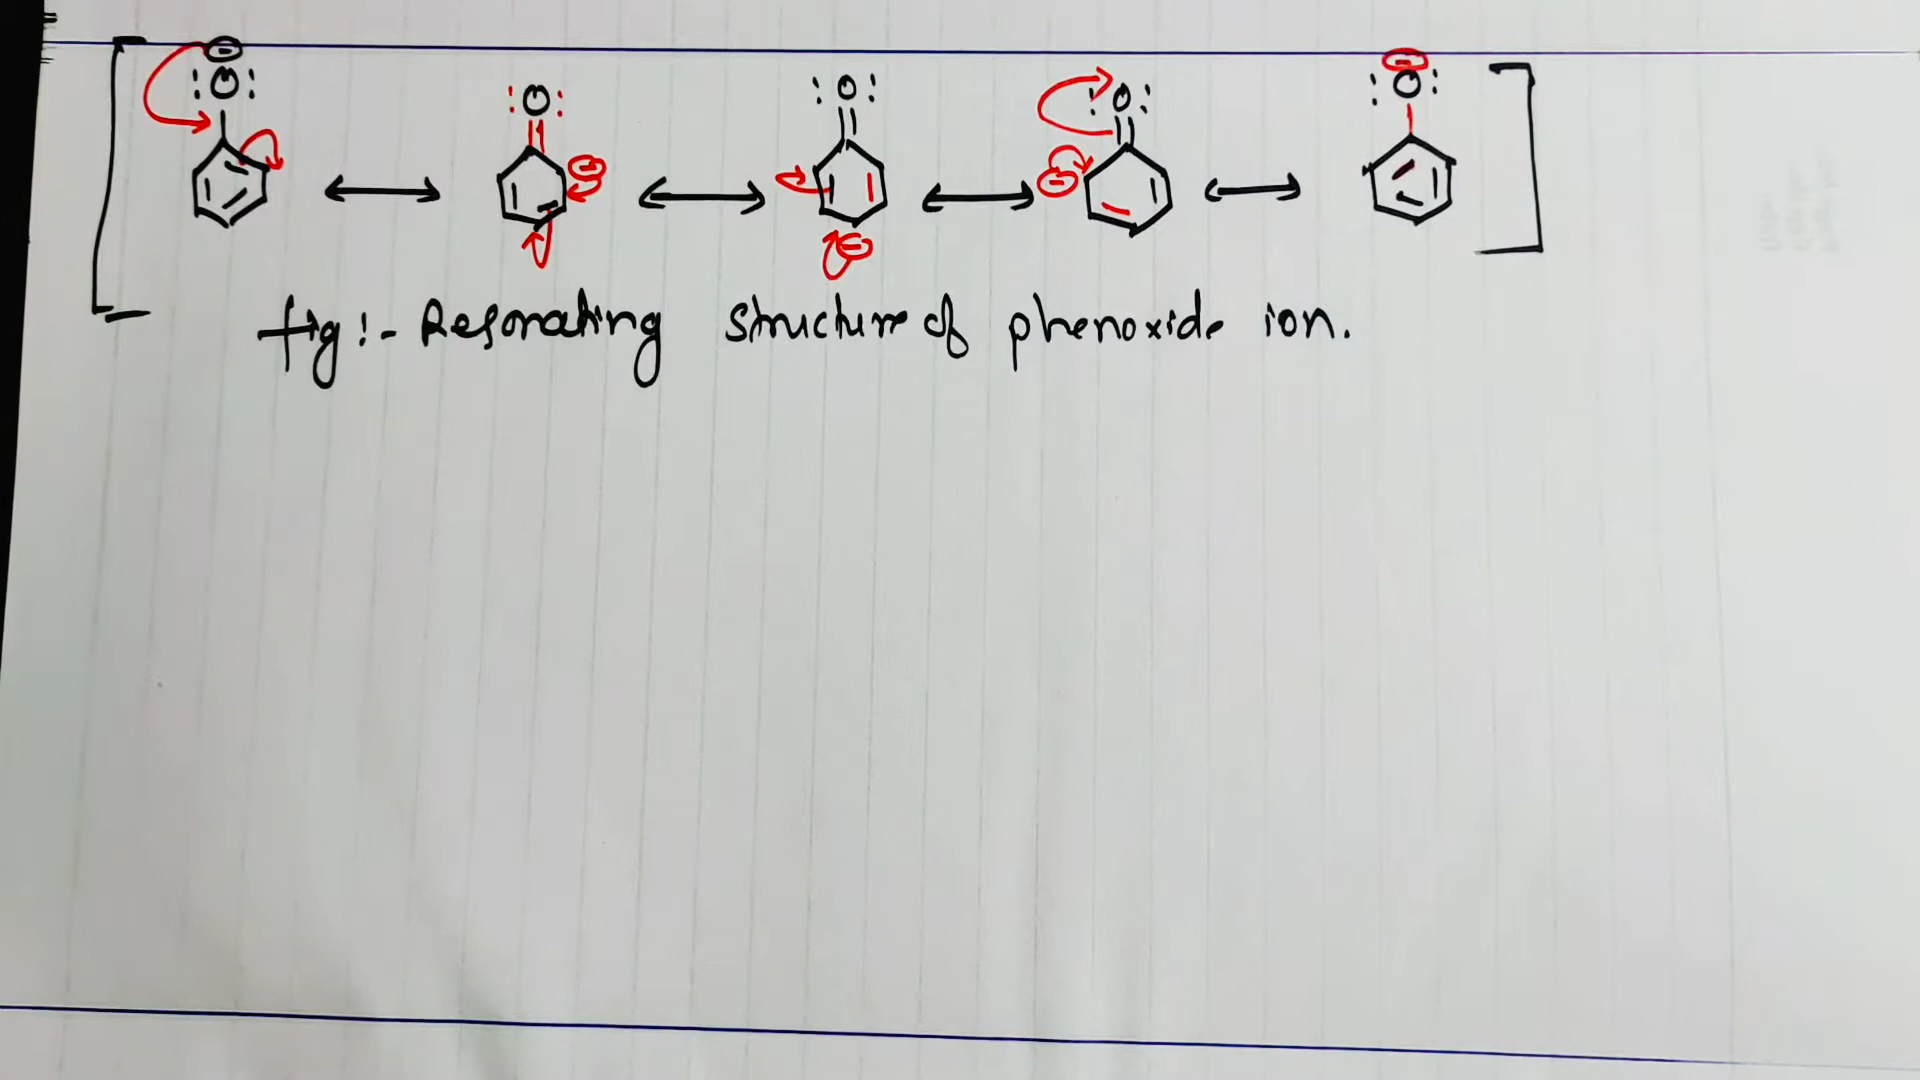 fig :- Resonating structure of phenoxide ion.